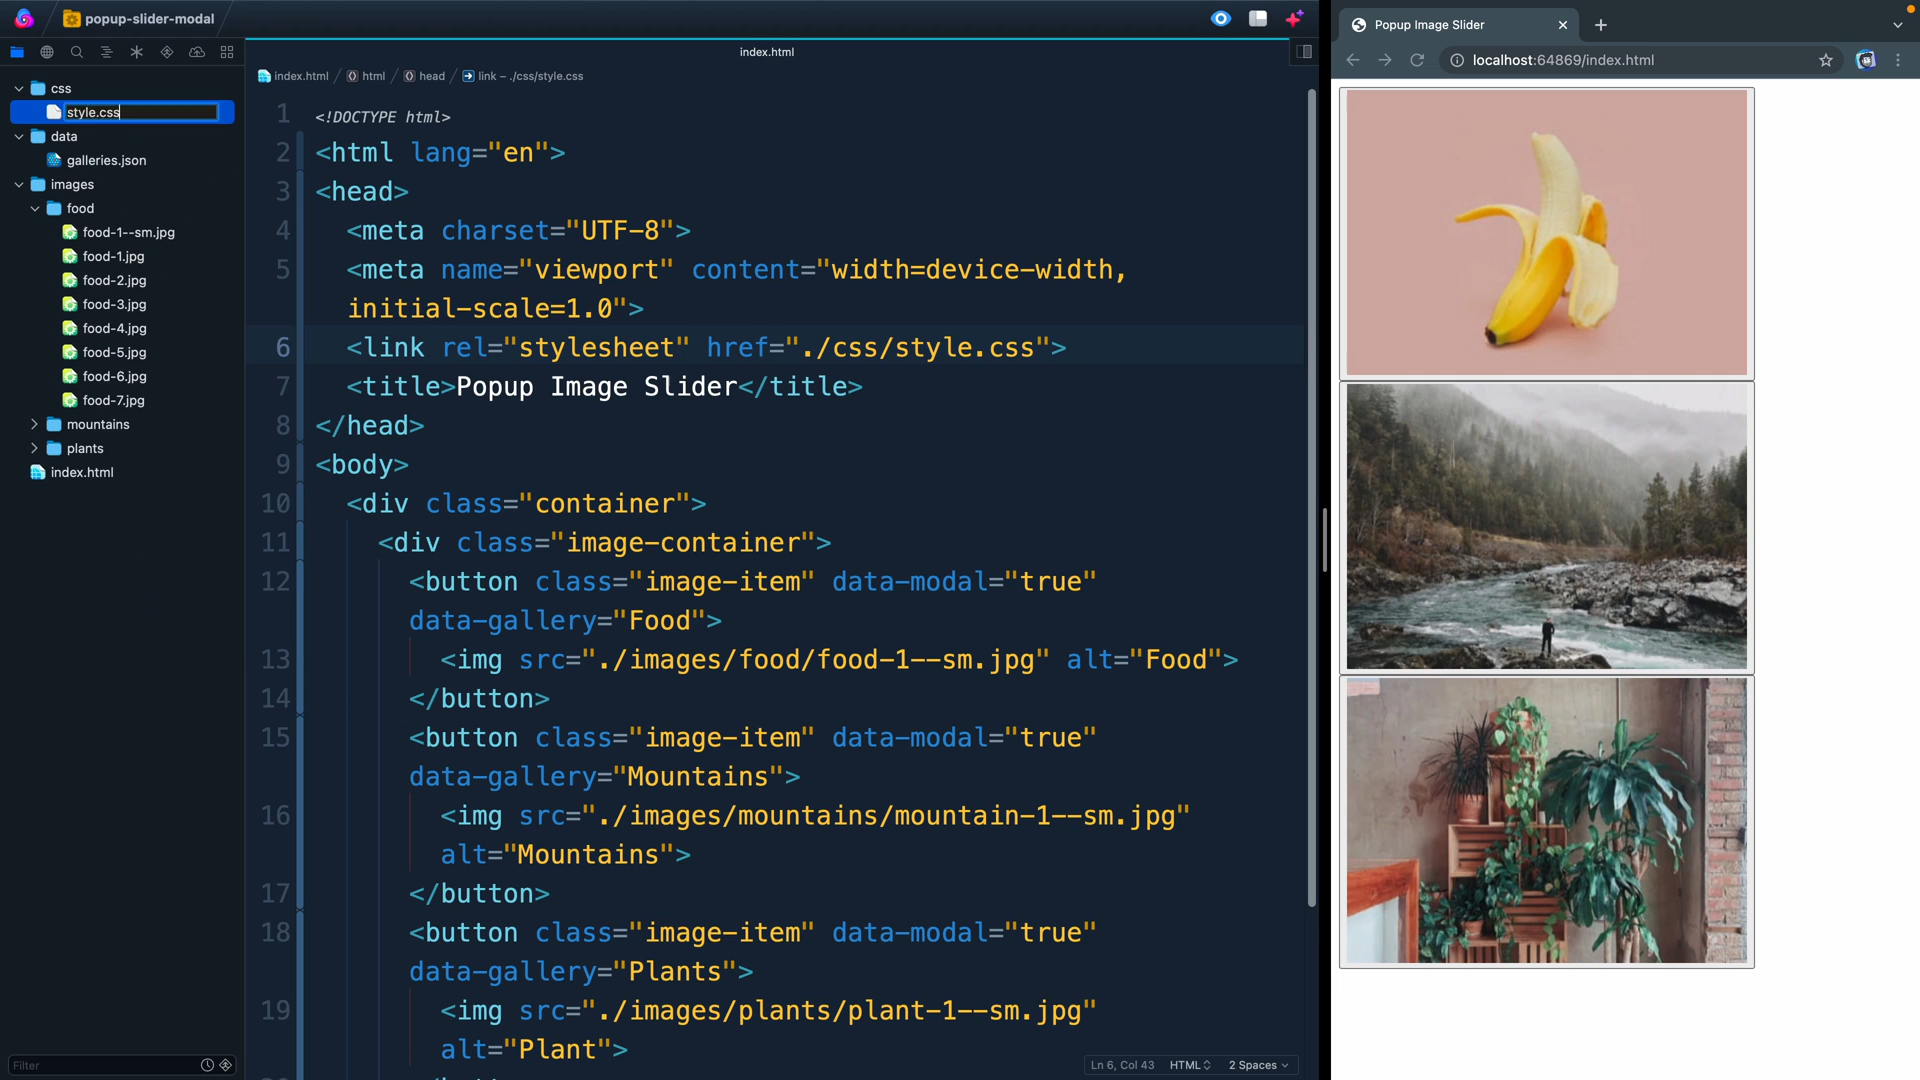 popup-slider-modal
css
style.css
data
galleries.json
images
food
food-1--sm.jpg
food-1.jpg
food-2.jpg
food-3.jpg
food-4.jpg
food-5.jpg
food-6.jpg
food-7.jpg
mountains
plants
index.html
Filter
index.html
index.html / html / head / link – ./css/style.css
1 <!DOCTYPE html>
2 <html lang="en">
3 <head>
4 <meta charset="UTF-8">
5 <meta name="viewport" content="width=device-width,
initial-scale=1.0">
6 <link rel="stylesheet" href="./css/style.css">
7 <title>Popup Image Slider</title>
8 </head>
9 <body>
10 <div class="container">
11 <div class="image-container">
12 <button class="image-item" data-modal="true"
data-gallery="Food">
13 <img src="./images/food/food-1--sm.jpg" alt="Food">
14 </button>
15 <button class="image-item" data-modal="true"
data-gallery="Mountains">
16 <img src="./images/mountains/mountain-1--sm.jpg"
alt="Mountains">
17 </button>
18 <button class="image-item" data-modal="true"
data-gallery="Plants">
19 <img src="./images/plants/plant-1--sm.jpg"
alt="Plant">
Ln 6, Col 43 HTML 2 Spaces
Popup Image Slider
localhost:64869/index.html